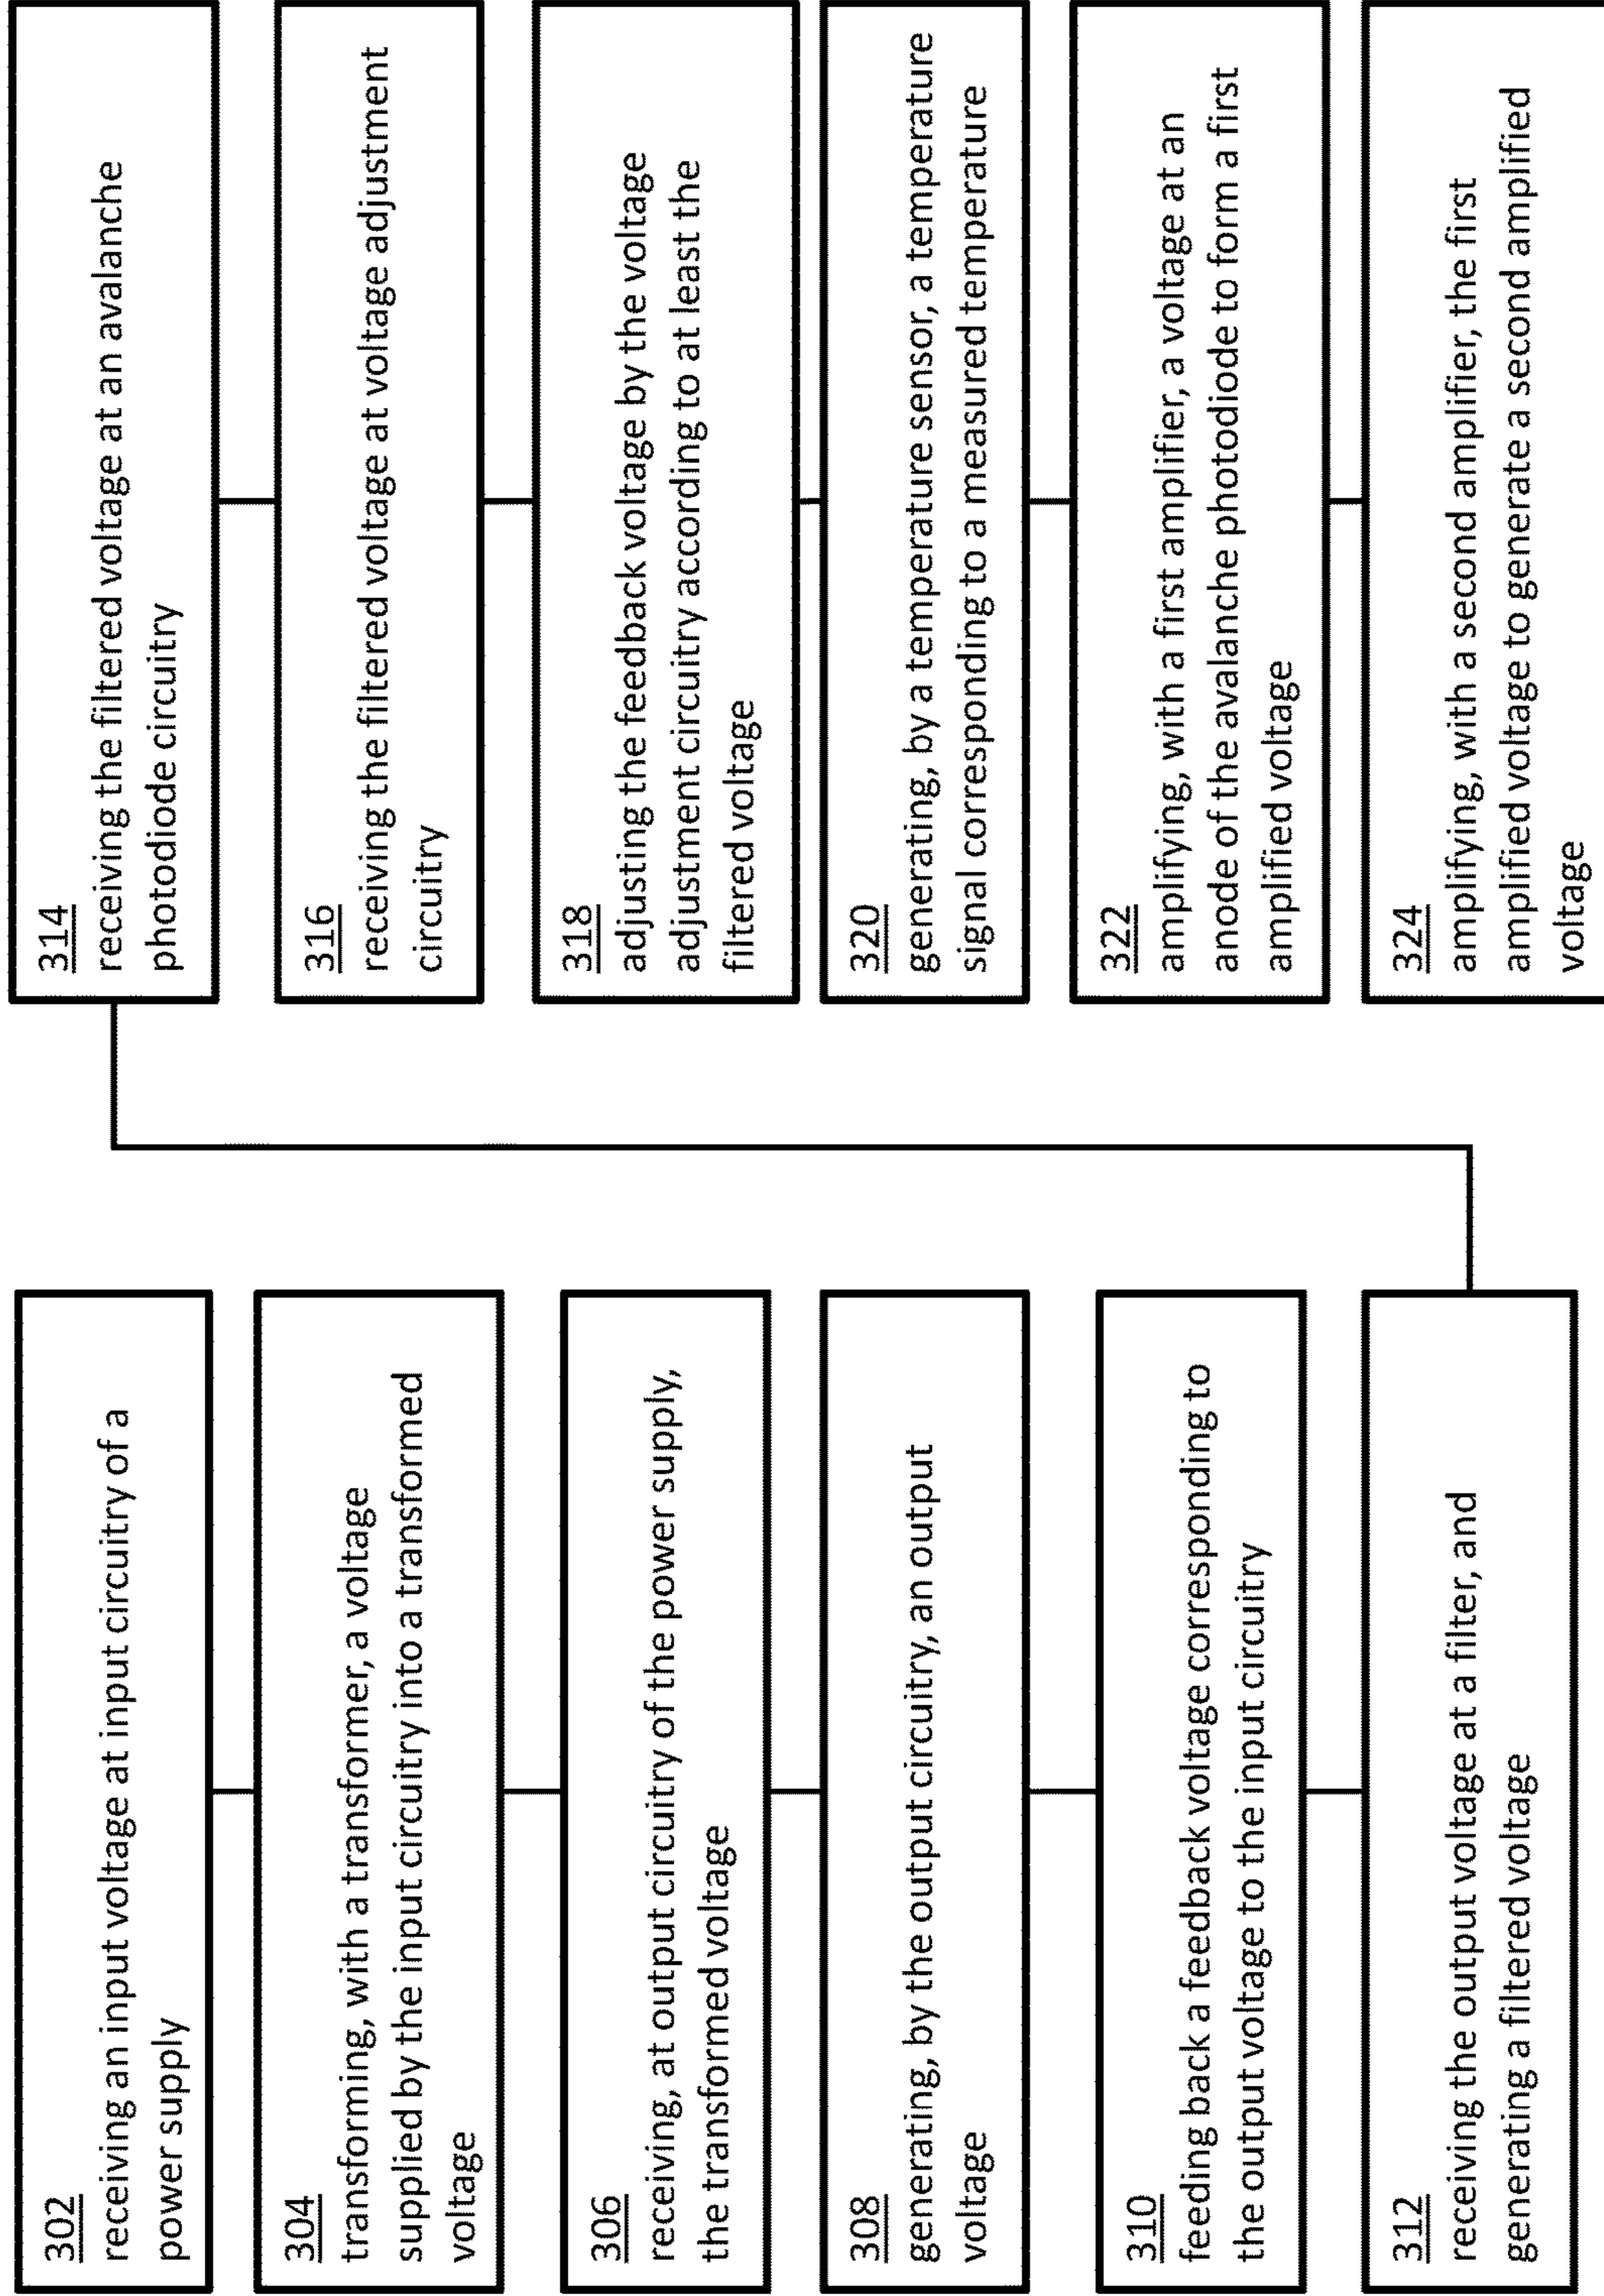 302
receiving an input voltage at input circuitry of a
power supply
304
transforming, with a transformer, a voltage
supplied by the input circuitry into a transformed
voltage
306
receiving, at output circuitry of the power supply,
the transformed voltage
308
generating, by the output circuitry, an output
voltage
310
feeding back a feedback voltage corresponding to
the output voltage to the input circuitry
312
receiving the output voltage at a filter, and
generating a filtered voltage
314
receiving the filtered voltage at an avalanche
photodiode circuitry
316
receiving the filtered voltage at voltage adjustment
circuitry
318
adjusting the feedback voltage by the voltage
adjustment circuitry according to at least the
filtered voltage
320
generating, by a temperature sensor, a temperature
signal corresponding to a measured temperature
322
amplifying, with a first amplifier, a voltage at an
anode of the avalanche photodiode to form a first
amplified voltage
324
amplifying, with a second amplifier, the first
amplified voltage to generate a second amplified
voltage